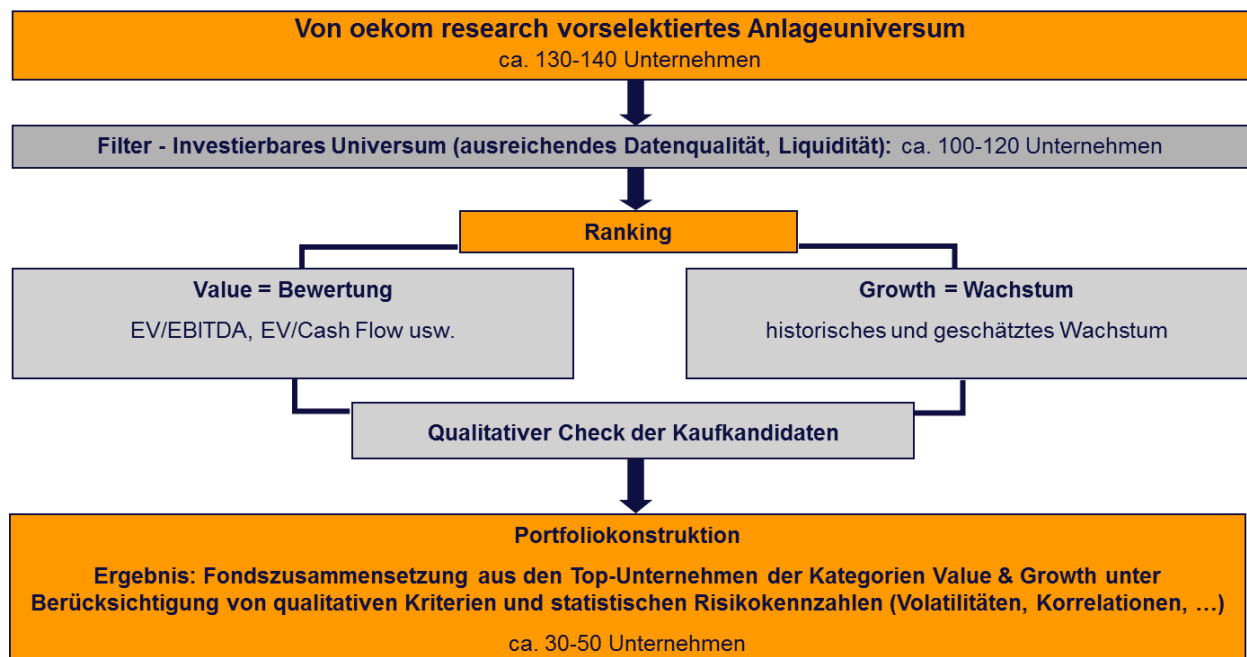 Von oekom research vorselektiertes Anlageuniversum
ca. 130-140 Unternehmen
Filter - Investierbares Universum (ausreichendes Datenqualität, Liquidität): ca. 100-120 Unternehmen
Ranking
Value = Bewertung
EV/EBITDA, EV/Cash Flow usw.
Growth = Wachstum
historisches und geschätztes Wachstum
Qualitativer Check der Kaufkandidaten
Portfoliokonstruktion
Ergebnis: Fondszusammensetzung aus den Top-Unternehmen der Kategorien Value & Growth unter
Berücksichtigung von qualitativen Kriterien und statistischen Risikokennzahlen (Volatilitäten, Korrelationen, …)
ca. 30-50 Unternehmen